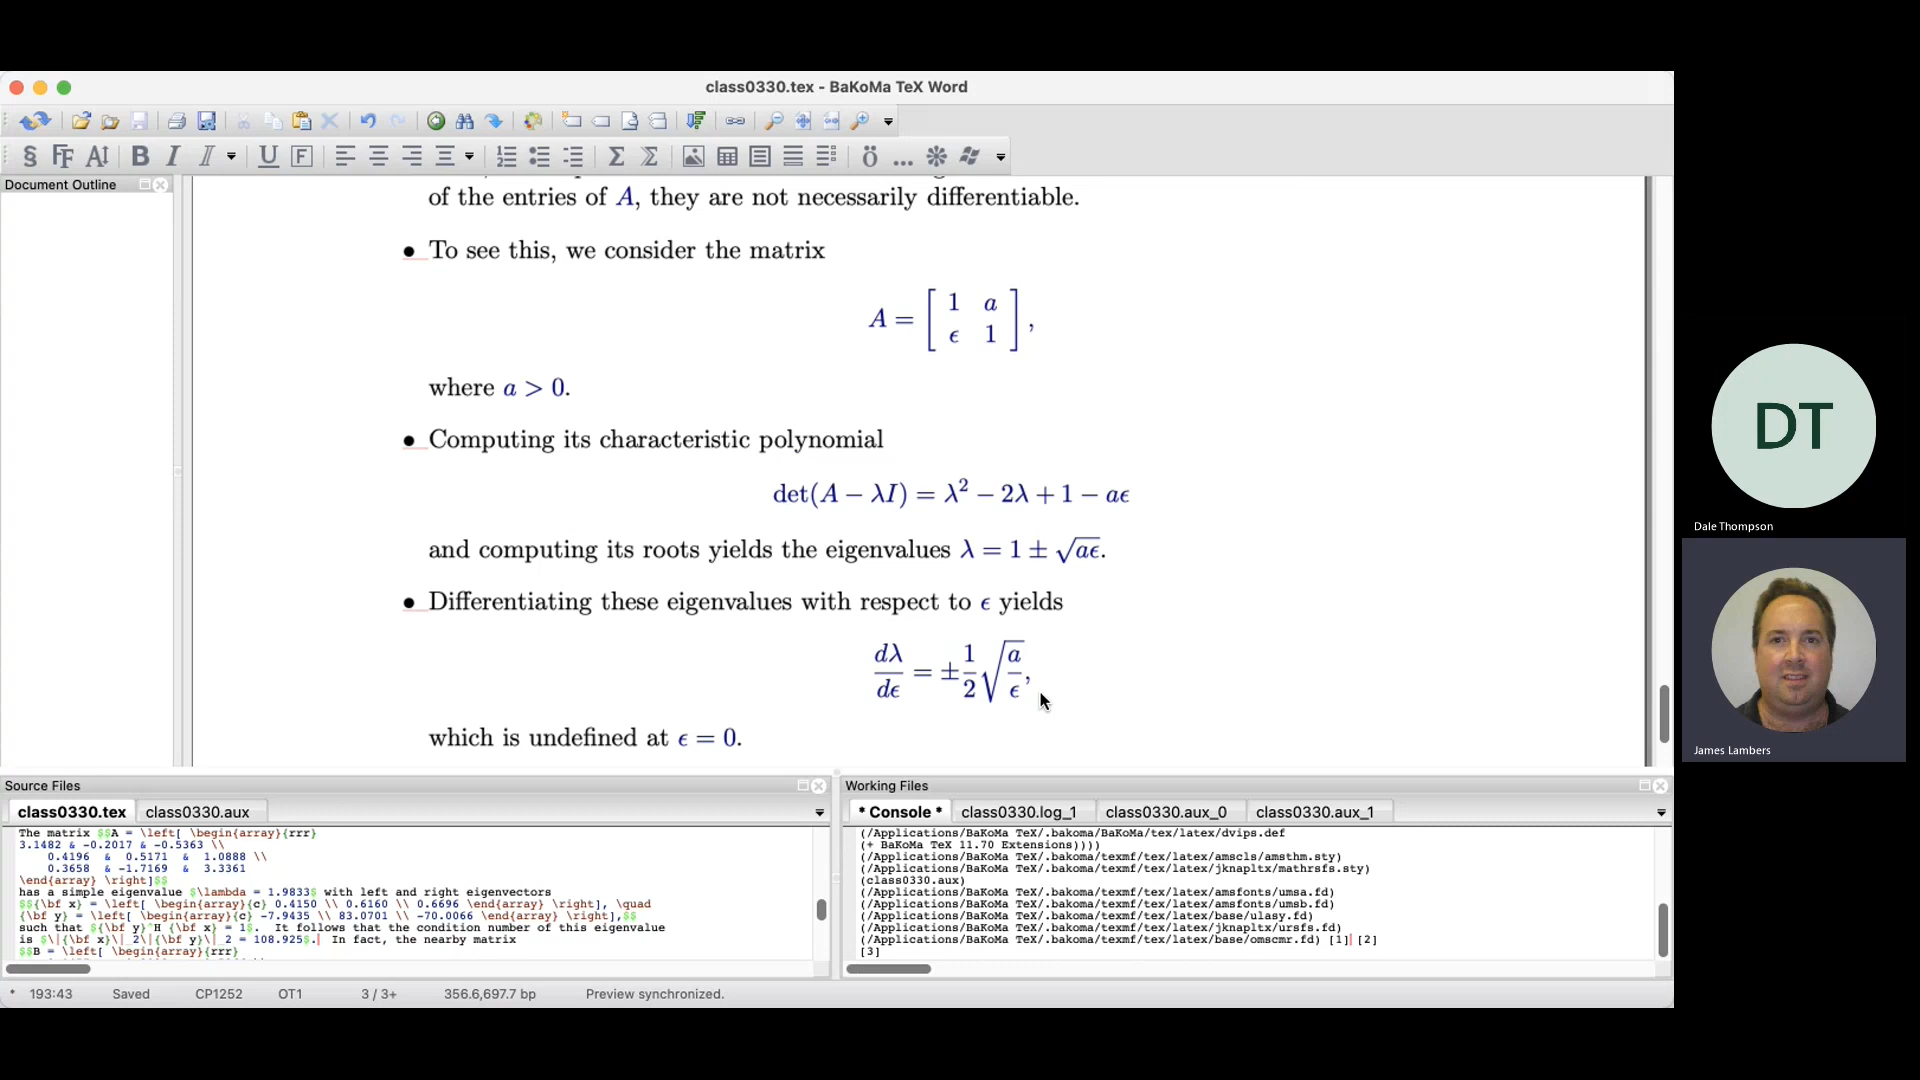 class0330.tex - BaKoMa TeX Word
Document Outline
of the entries of A, they are not necessarily differentiable.
• To see this, we consider the matrix
A = [ 1 a
ϵ 1 ] ,
where a > 0.
• Computing its characteristic polynomial
det(A − λI) = λ² − 2λ + 1 − aϵ
and computing its roots yields the eigenvalues λ = 1 ± √aϵ.
• Differentiating these eigenvalues with respect to ϵ yields
dλ/dϵ = ±1/2 √a/ϵ,
which is undefined at ϵ = 0.
DT
Dale Thompson
James Lambers
Source Files
class0330.tex class0330.aux
The matrix $$A = \left[ \begin{array}{rrr}
3.1482 & -0.2017 & -0.5363 \\
0.4196 & 0.5171 & 1.0888 \\
0.3658 & -1.7169 & 3.3361
\end{array} \right]$$
has a simple eigenvalue $\lambda = 1.9833$ with left and right eigenvectors
$${\bf x} = \left[ \begin{array}{c} 0.4150 \\ 0.6160 \\ 0.6696 \end{array} \right], \quad
{\bf y} = \left[ \begin{array}{c} -7.9435 \\ 83.0701 \\ -70.0066 \end{array} \right],$$
such that ${\bf y}^H {\bf x} = 1$. It follows that the condition number of this eigenvalue
is $\|{\bf x}\|_2\|{\bf y}\|_2 = 108.925$. In fact, the nearby matrix
$$B = \left[ \begin{array}{rrr}
Working Files
* Console * class0330.log_1 class0330.aux_0 class0330.aux_1
(/Applications/BaKoMa TeX/.bakoma/BaKoMa/tex/latex/dvips.def
(+ BaKoMa TeX 11.70 Extensions))))
(/Applications/BaKoMa TeX/.bakoma/texmf/tex/latex/amscls/amsthm.sty)
(/Applications/BaKoMa TeX/.bakoma/texmf/tex/latex/jknapltx/mathrsfs.sty)
(class0330.aux)
(/Applications/BaKoMa TeX/.bakoma/texmf/tex/latex/amsfonts/umsa.fd)
(/Applications/BaKoMa TeX/.bakoma/texmf/tex/latex/amsfonts/umsb.fd)
(/Applications/BaKoMa TeX/.bakoma/texmf/tex/latex/base/ulasy.fd)
(/Applications/BaKoMa TeX/.bakoma/texmf/tex/latex/jknapltx/ursfs.fd)
(/Applications/BaKoMa TeX/.bakoma/texmf/tex/latex/base/omscmr.fd) [1] [2]
[3]
* 193:43 Saved CP1252 OT1 3 / 3+ 356.6,697.7 bp Preview synchronized.